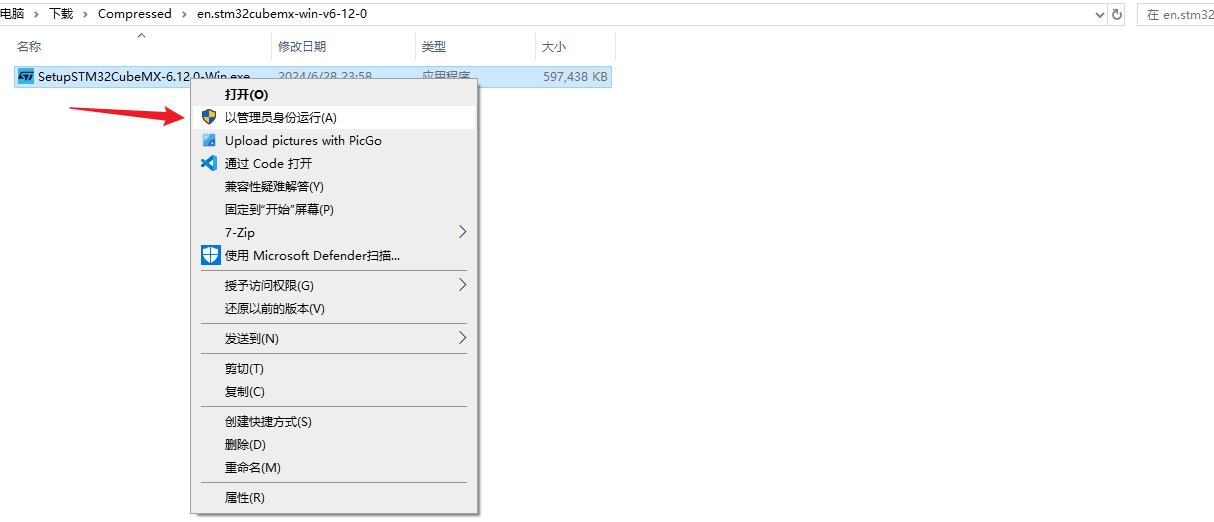 电脑 › 下载 › Compressed › en.stm32cubemx-win-v6-12-0
在 en.stm32
名称 修改日期 类型 大小
SetupSTM32CubeMX-6.12.0-Win.exe 2024/6/28 23:58 应用程序 597,438 KB
打开(O)
以管理员身份运行(A)
Upload pictures with PicGo
通过 Code 打开
兼容性疑难解答(Y)
固定到“开始”屏幕(P)
7-Zip
使用 Microsoft Defender扫描...
授予访问权限(G)
还原以前的版本(V)
发送到(N)
剪切(T)
复制(C)
创建快捷方式(S)
删除(D)
重命名(M)
属性(R)